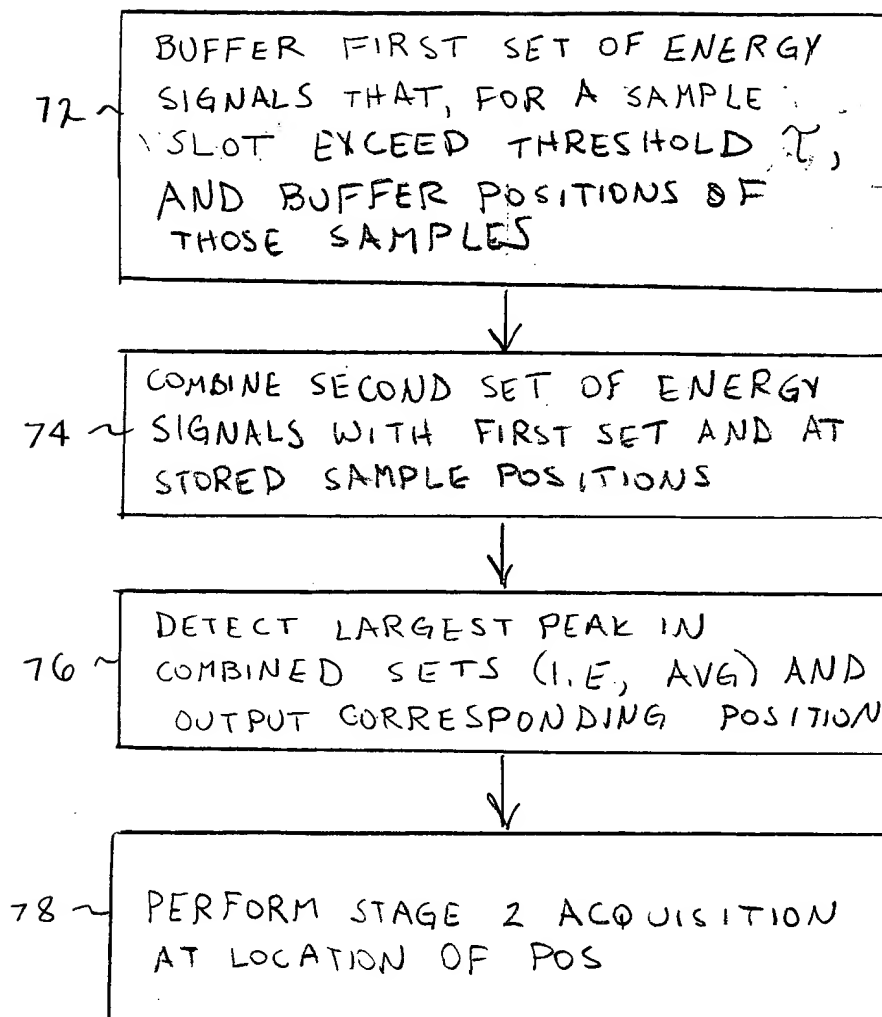 BUFFER FIRST SET OF ENERGY
72 SIGNALS THAT, FOR A SAMPLE
SLOT EXCEED THRESHOLD τ,
AND BUFFER POSITIONS OF
THOSE SAMPLES
COMBINE SECOND SET OF ENERGY
74 SIGNALS WITH FIRST SET AND AT
STORED SAMPLE POSITIONS
DETECT LARGEST PEAK IN
76 COMBINED SETS (I.E., AVG) AND
OUTPUT CORRESPONDING POSITION
78 PERFORM STAGE 2 ACQUISITION
AT LOCATION OF POS